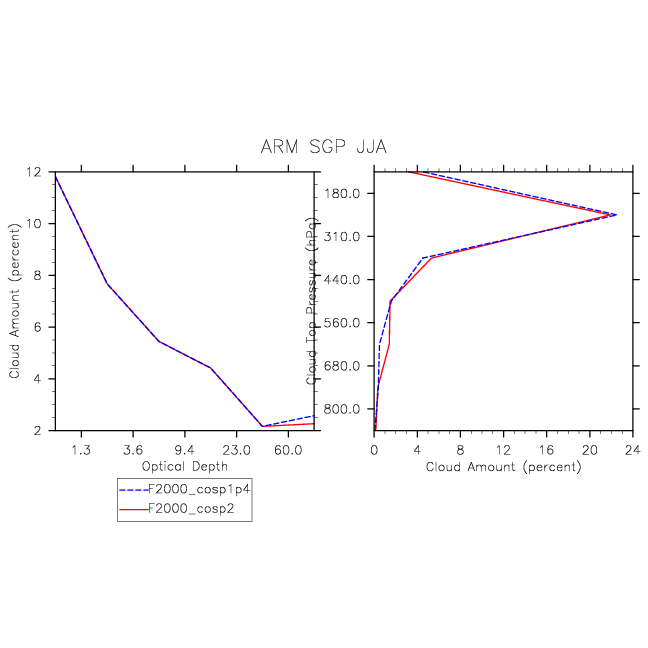 ARM SGP JJA
Cloud Amount (percent)
12
10
8
6
4
2
1.3 3.6 9.4 23.0 60.0
Optical Depth
Cloud Top Pressure (hPa)
180.0
310.0
440.0
560.0
680.0
800.0
0 4 8 12 16 20 24
Cloud Amount (percent)
F2000_cosp1p4
F2000_cosp2